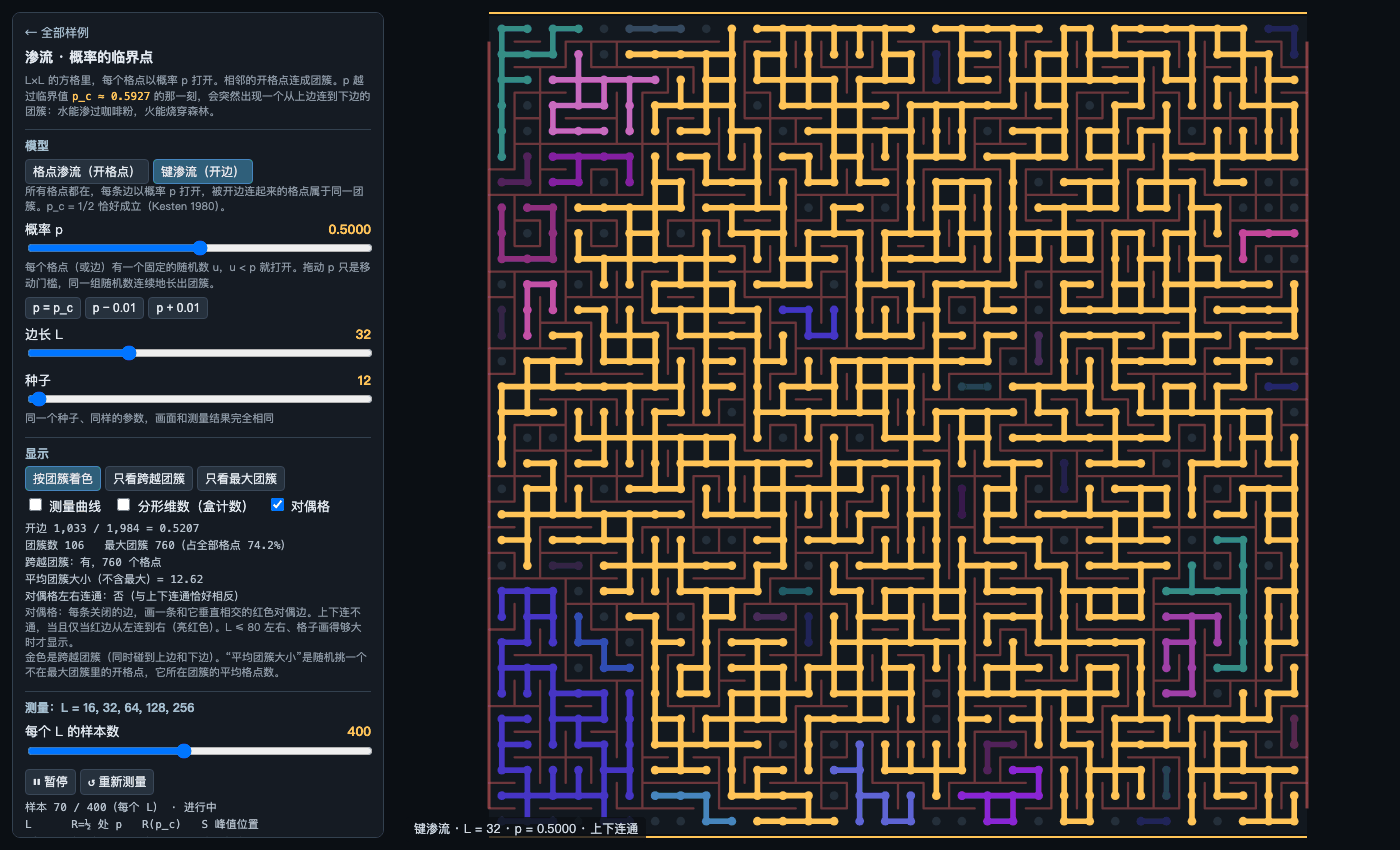 ← 全部样例
渗流 · 概率的临界点
L×L 的方格里，每个格点以概率 p 打开。相邻的开格点连成团簇。p 越
过临界值 p_c ≈ 0.5927 的那一刻，会突然出现一个从上边连到下边的
团簇：水能渗过咖啡粉，火能烧穿森林。
模型
格点渗流（开格点） 键渗流（开边）
所有格点都在，每条边以概率 p 打开，被开边连起来的格点属于同一团
簇。p_c = 1/2 恰好成立（Kesten 1980）。
概率 p 0.5000
每个格点（或边）有一个固定的随机数 u，u < p 就打开。拖动 p 只是移
动门槛，同一组随机数连续地长出团簇。
p = p_c p − 0.01 p + 0.01
边长 L 32
种子 12
同一个种子、同样的参数，画面和测量结果完全相同
显示
按团簇着色 只看跨越团簇 只看最大团簇
测量曲线 分形维数（盒计数） 对偶格
开边 1,033 / 1,984 = 0.5207
团簇数 106 最大团簇 760（占全部格点 74.2%）
跨越团簇：有，760 个格点
平均团簇大小（不含最大）= 12.62
对偶格左右连通：否（与上下连通恰好相反）
对偶格：每条关闭的边，画一条和它垂直相交的红色对偶边。上下连不
通，当且仅当红边从左连到右（亮红色）。L ≤ 80 左右、格子画得够大
时才显示。
金色是跨越团簇（同时碰到上边和下边）。“平均团簇大小”是随机挑一个
不在最大团簇里的开格点，它所在团簇的平均格点数。
测量：L = 16, 32, 64, 128, 256
每个 L 的样本数 400
⏸ 暂停 ↺ 重新测量
样本 70 / 400（每个 L） · 进行中
L R=½ 处 p R(p_c) S 峰值位置
键渗流 · L = 32 · p = 0.5000 · 上下连通